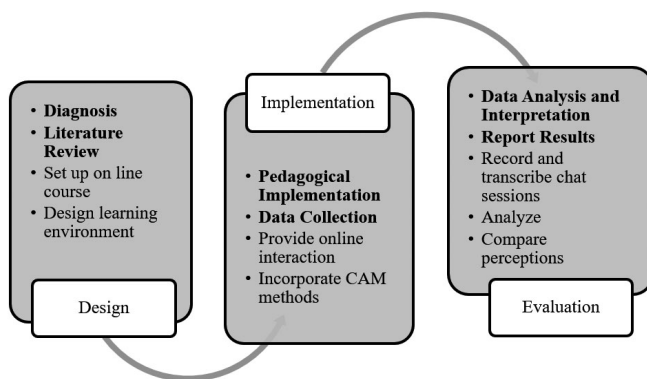 • Diagnosis
• Literature
Review
• Set up on line
course
• Design learning
environment
Design
Implementation
• Pedagogical
Implementation
• Data Collection
• Provide online
interaction
• Incorporate CAM
methods
• Data Analysis and
Interpretation
• Report Results
• Record and
transcribe chat
sessions
• Analyze
• Compare
perceptions
Evaluation